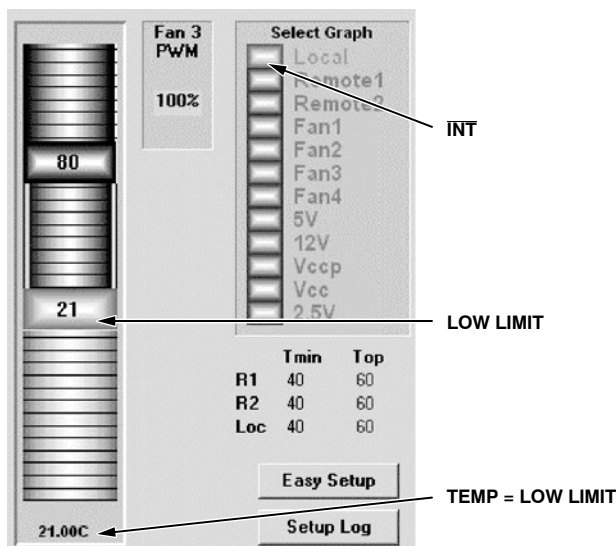 Fan 3
PWM
100%
Select Graph
Local
Remote1
Remote2
Fan1
Fan2
Fan3
Fan4
5V
12V
Vccp
Vcc
2.5V
80
21
21.00C
Tmin Top
R1 40 60
R2 40 60
Loc 40 60
Easy Setup
Setup Log
INT
LOW LIMIT
TEMP = LOW LIMIT